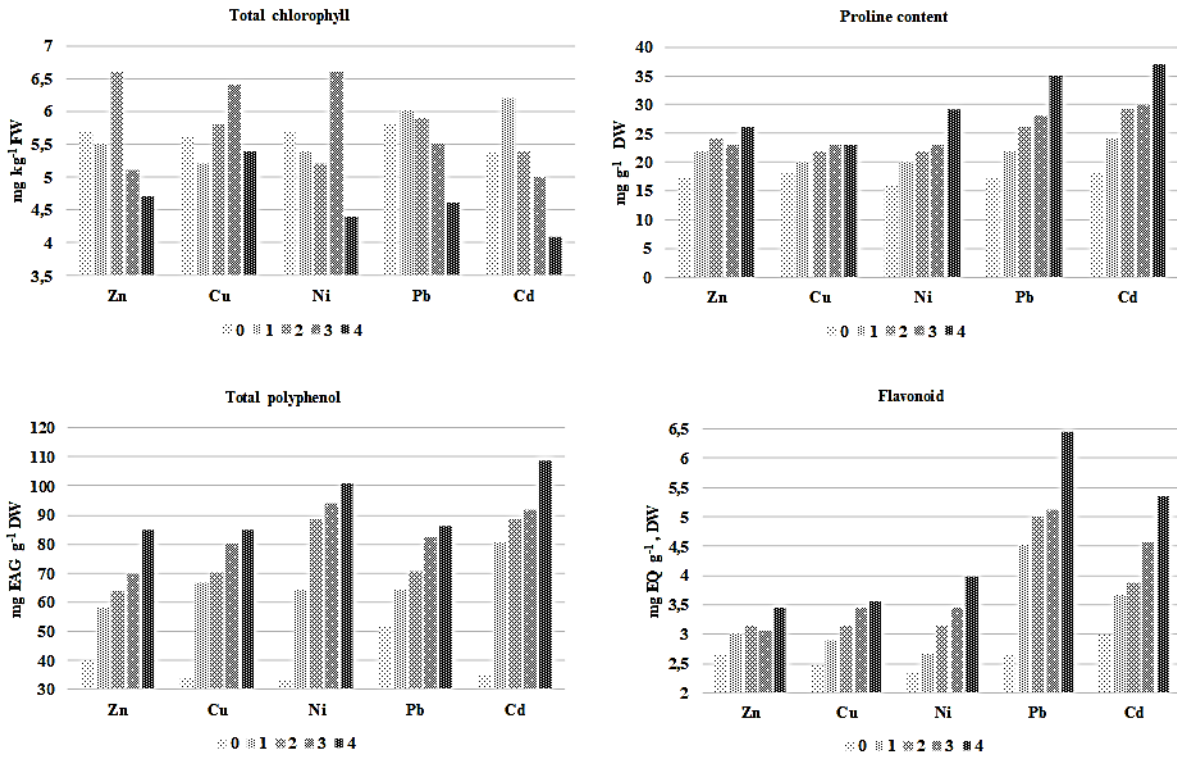 Total chlorophyll
mg kg-1 FW
7
6,5
6
5,5
5
4,5
4
3,5
Zn Cu Ni Pb Cd
0 1 2 3 4
Proline content
mg g-1 DW
40
35
30
25
20
15
10
5
0
Zn Cu Ni Pb Cd
0 1 2 3 4
Total polyphenol
mg EAG g-1 DW
120
110
100
90
80
70
60
50
40
30
Zn Cu Ni Pb Cd
0 1 2 3 4
Flavonoid
mg EQ g-1, DW
6,5
6
5,5
5
4,5
4
3,5
3
2,5
2
Zn Cu Ni Pb Cd
0 1 2 3 4